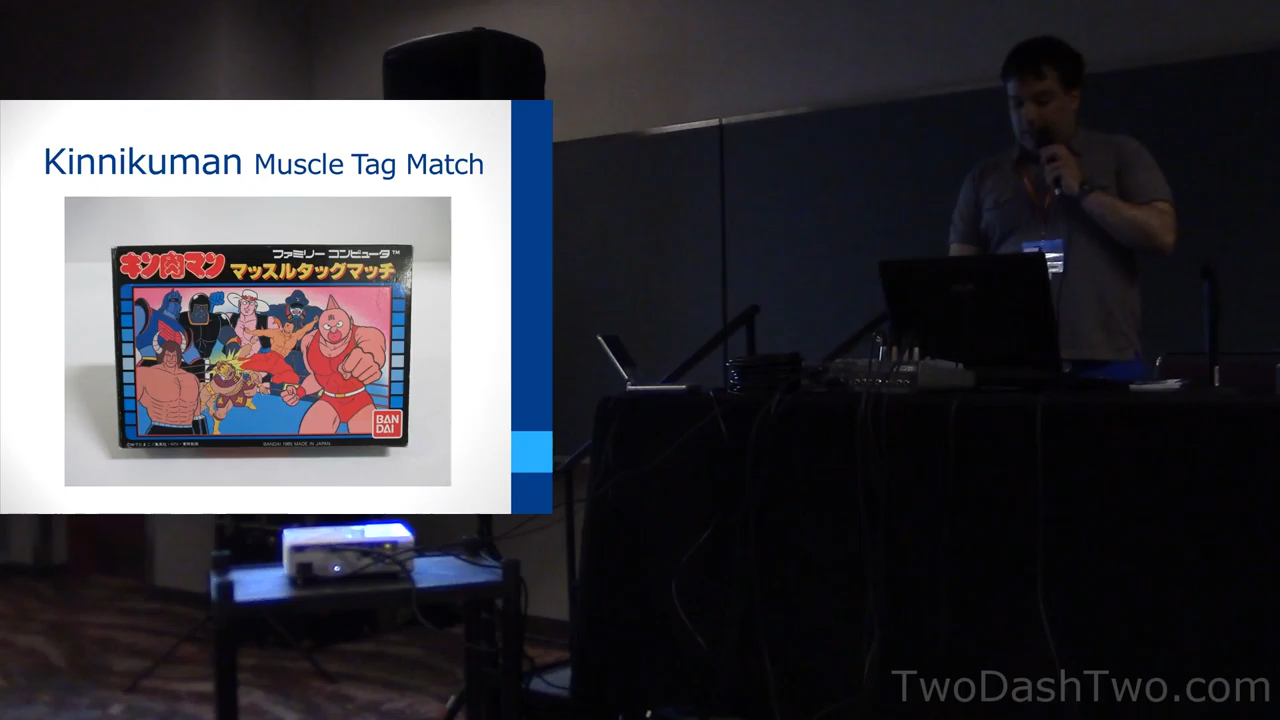 Kinnikuman Muscle Tag Match
ファミリー コンピュータ™
キン肉マン
マッスルタッグマッチ
BAN
DAI
BANDAI 1985 MADE IN JAPAN
TwoDashTwo.com